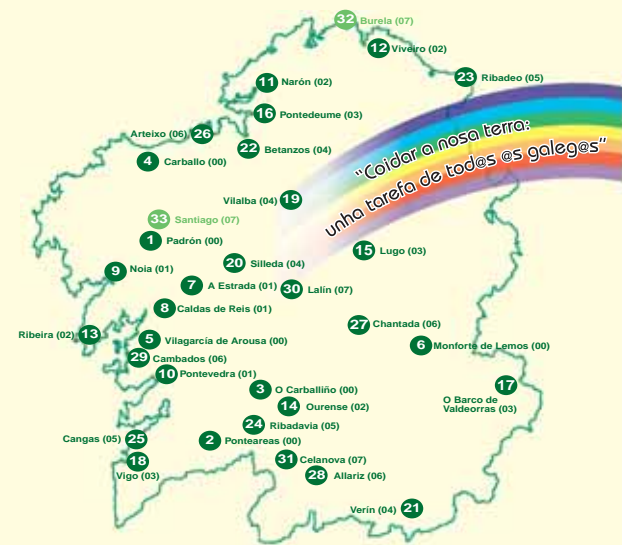 32 Burela (07)
12 Viveiro (02)
11 Narón (02)
23 Ribadeo (05)
16 Pontedeume (03)
Arteixo (06) 26
22 Betanzos (04)
4 Carballo (00)
"Coidar a nosa terra:
unha tarefa de tod@s @s galeg@s"
Vilalba (04) 19
33 Santiago (07)
1 Padrón (00)
15 Lugo (03)
20 Silleda (04)
9 Noia (01)
7 A Estrada (01)
30 Lalín (07)
8 Caldas de Reis (01)
27 Chantada (06)
Ribeira (02) 13
5 Vilagarcía de Arousa (00)
6 Monforte de Lemos (00)
29 Cambados (06)
10 Pontevedra (01)
17
O Barco de
Valdeorras (03)
3 O Carballiño (00)
14 Ourense (02)
24 Ribadavia (05)
Cangas (05) 25
2 Ponteareas (00)
18
Vigo (03)
31 Celanova (07)
28 Allariz (06)
Verín (04) 21